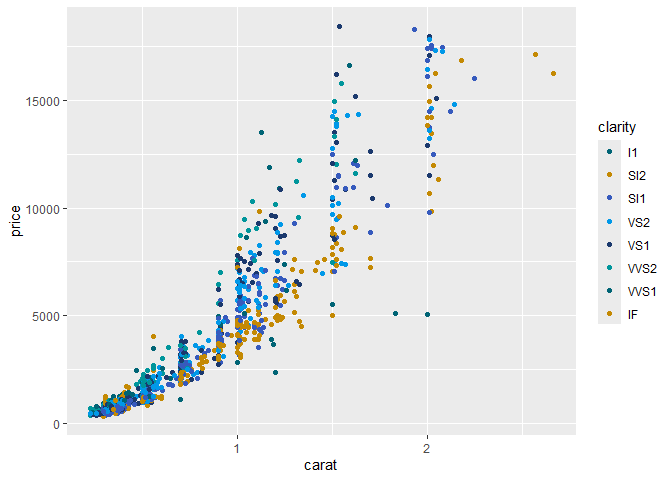 15000
10000
5000
0
price
1
2
carat
clarity
I1
SI2
SI1
VS2
VS1
VVS2
VVS1
IF